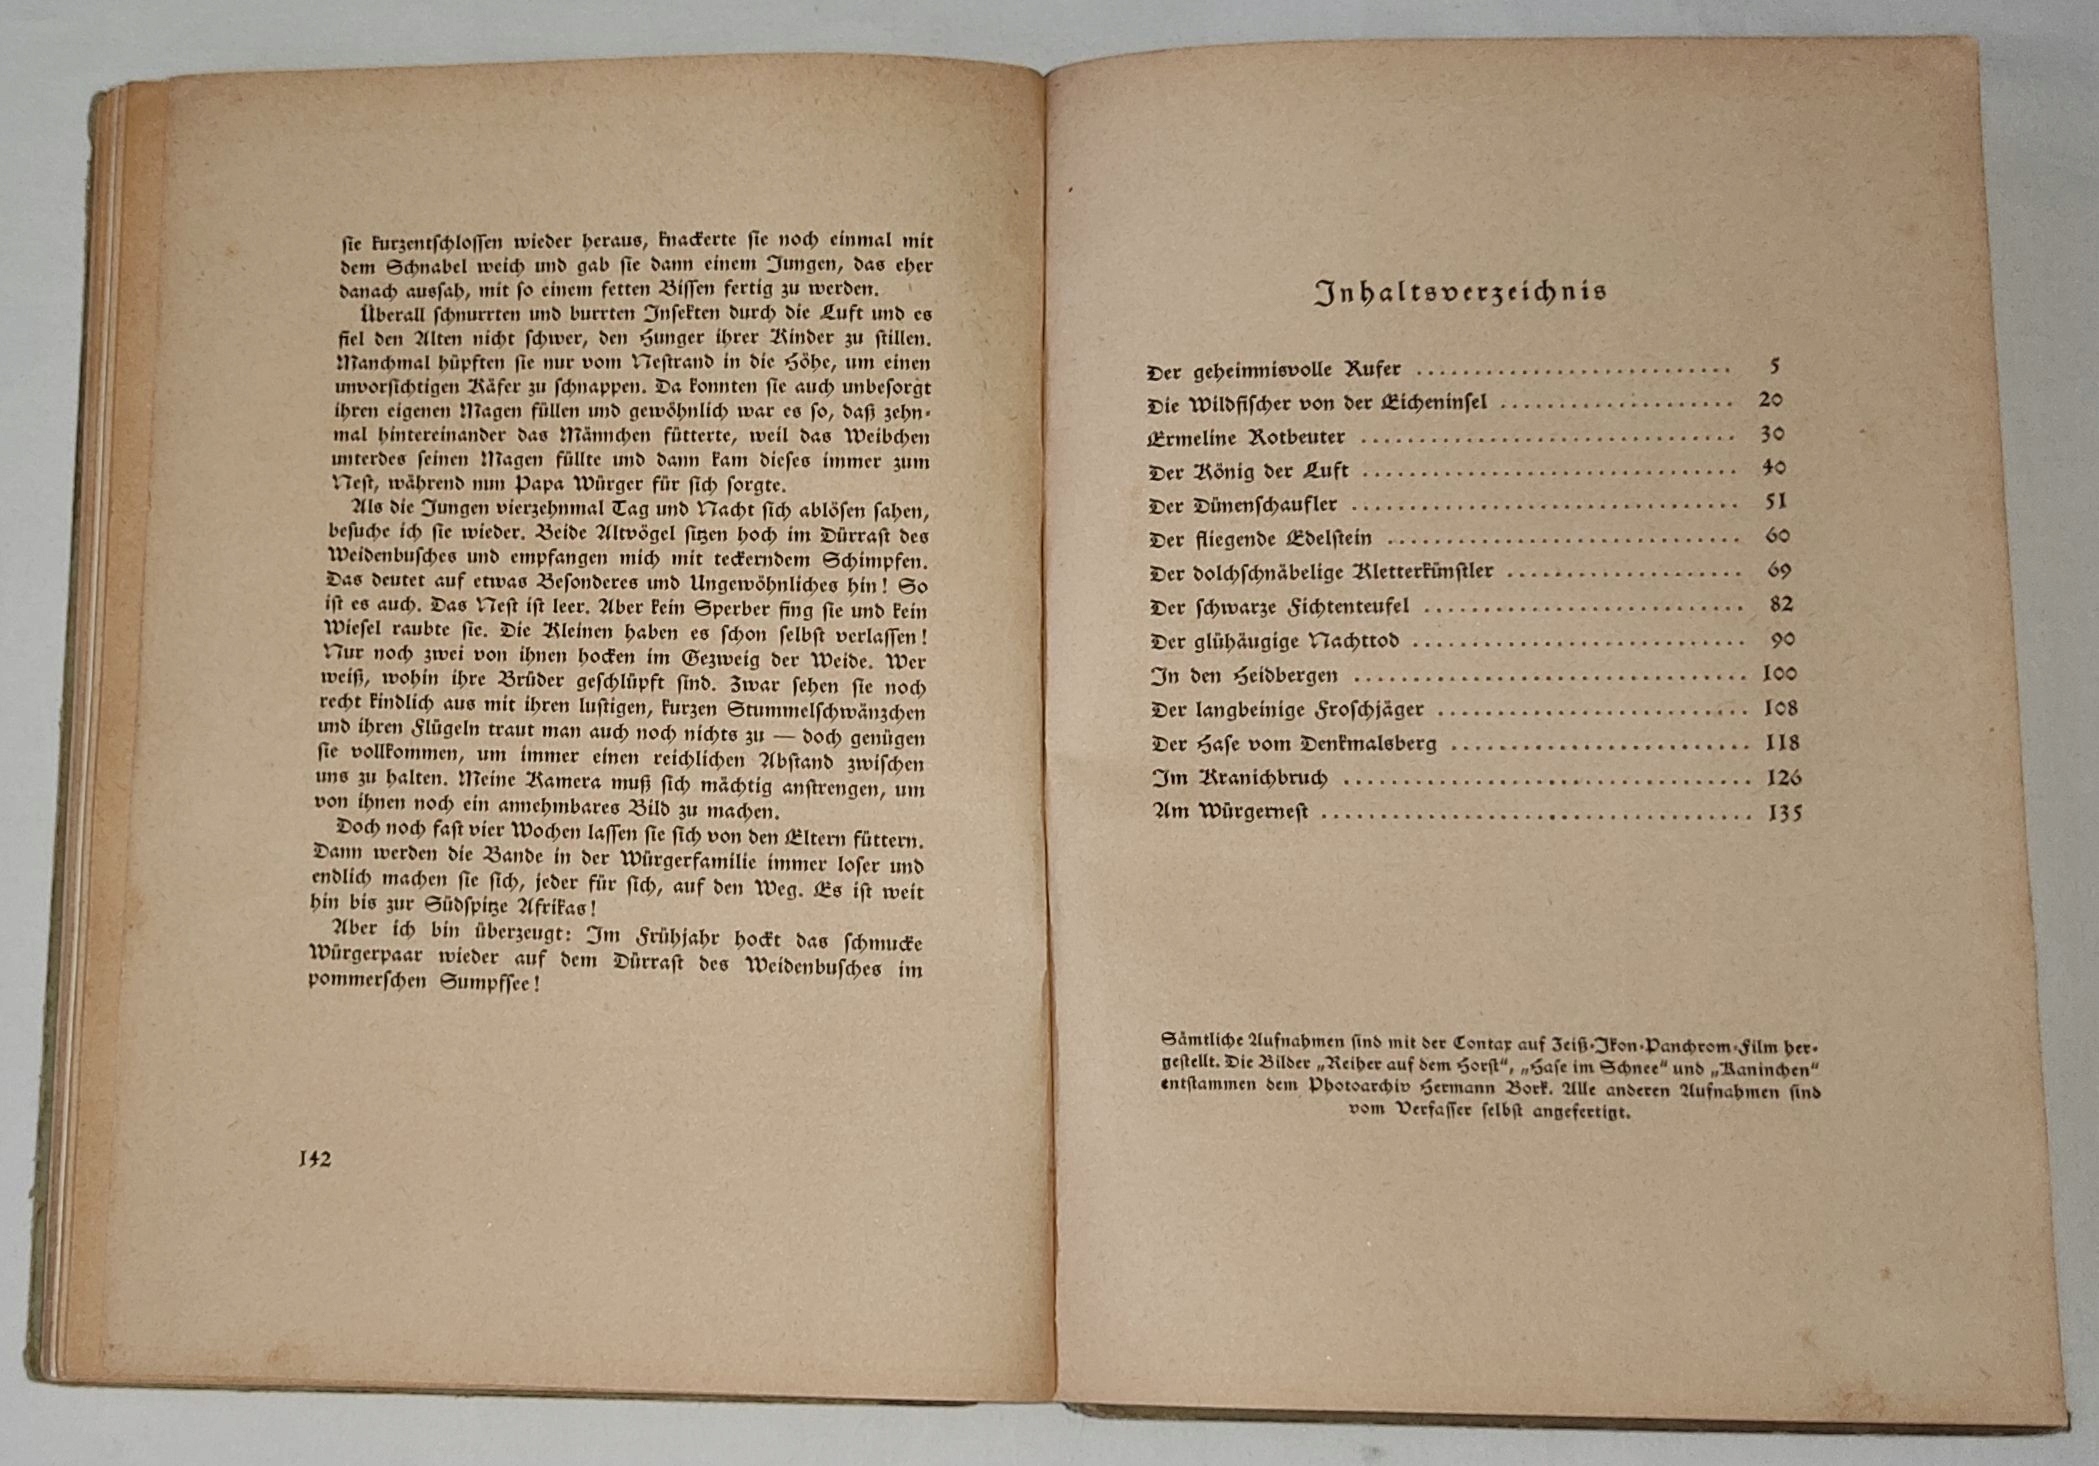 sie kurzentschlossen wieder heraus, knackerte sie noch einmal mit
dem Schnabel weich und gab sie dann einem Jungen, das eher
danach aussah, mit so einem fetten Bissen fertig zu werden.
Überall schnurrten und burrten Insekten durch die Luft und es
fiel den Alten nicht schwer, den Hunger ihrer Kinder zu stillen.
Manchmal hüpften sie nur vom Nestrand in die Höhe, um einen
unvorsichtigen Käfer zu schnappen. Da konnten sie auch unbesorgt
ihren eigenen Magen füllen und gewöhnlich war es so, daß zehn-
mal hintereinander das Männchen fütterte, weil das Weibchen
unterdes seinen Magen füllte und dann kam dieses immer zum
Nest, während nun Papa Würger für sich sorgte.
Als die Jungen vierzehnmal Tag und Nacht sich ablösen sahen,
besuche ich sie wieder. Beide Altvögel sitzen hoch im Dürrast des
Weidenbusches und empfangen mich mit teckerndem Schimpfen.
Das deutet auf etwas Besonderes und Ungewöhnliches hin! So
ist es auch. Das Nest ist leer. Aber kein Sperber fing sie und kein
Wiesel raubte sie. Die Kleinen haben es schon selbst verlassen!
Nur noch zwei von ihnen hocken im Gezweig der Weide. Wer
weiß, wohin ihre Brüder geschlüpft sind. Zwar sehen sie noch
recht kindlich aus mit ihren lustigen, kurzen Stummelschwänzchen
und ihren Flügeln traut man auch noch nichts zu — doch genügen
sie vollkommen, um immer einen reichlichen Abstand zwischen
uns zu halten. Meine Kamera muß sich mächtig anstrengen, um
von ihnen noch ein annehmbares Bild zu machen.
Doch noch fast vier Wochen lassen sie sich von den Eltern füttern.
Dann werden die Bande in der Würgerfamilie immer loser und
endlich machen sie sich, jeder für sich, auf den Weg. Es ist weit
hin bis zur Südspitze Afrikas!
Aber ich bin überzeugt: Im Frühjahr hockt das schmucke
Würgerpaar wieder auf dem Dürrast des Weidenbusches im
pommerschen Sumpfsee!
142
Inhaltsverzeichnis
Der geheimnisvolle Rufer 5
Die Wildfischer von der Eicheninsel 20
Ermeline Rotbeuter 30
Der König der Luft 40
Der Dünenschaufler 51
Der fliegende Edelstein 60
Der dolchschnäbelige Kletterkünstler 69
Der schwarze Fichtenteufel 82
Der glühäugige Nachttod 90
In den Heidbergen 100
Der langbeinige Froschjäger 108
Der Hase vom Denkmalsberg 118
Im Kranichbruch 126
Am Würgernest 135
Sämtliche Aufnahmen sind mit der Contax auf Zeiß-Ikon-Panchrom-Film her-
gestellt. Die Bilder „Reiher auf dem Horst“, „Hase im Schnee“ und „Kaninchen“
entstammen dem Photoarchiv Hermann Bork. Alle anderen Aufnahmen sind
vom Verfasser selbst angefertigt.